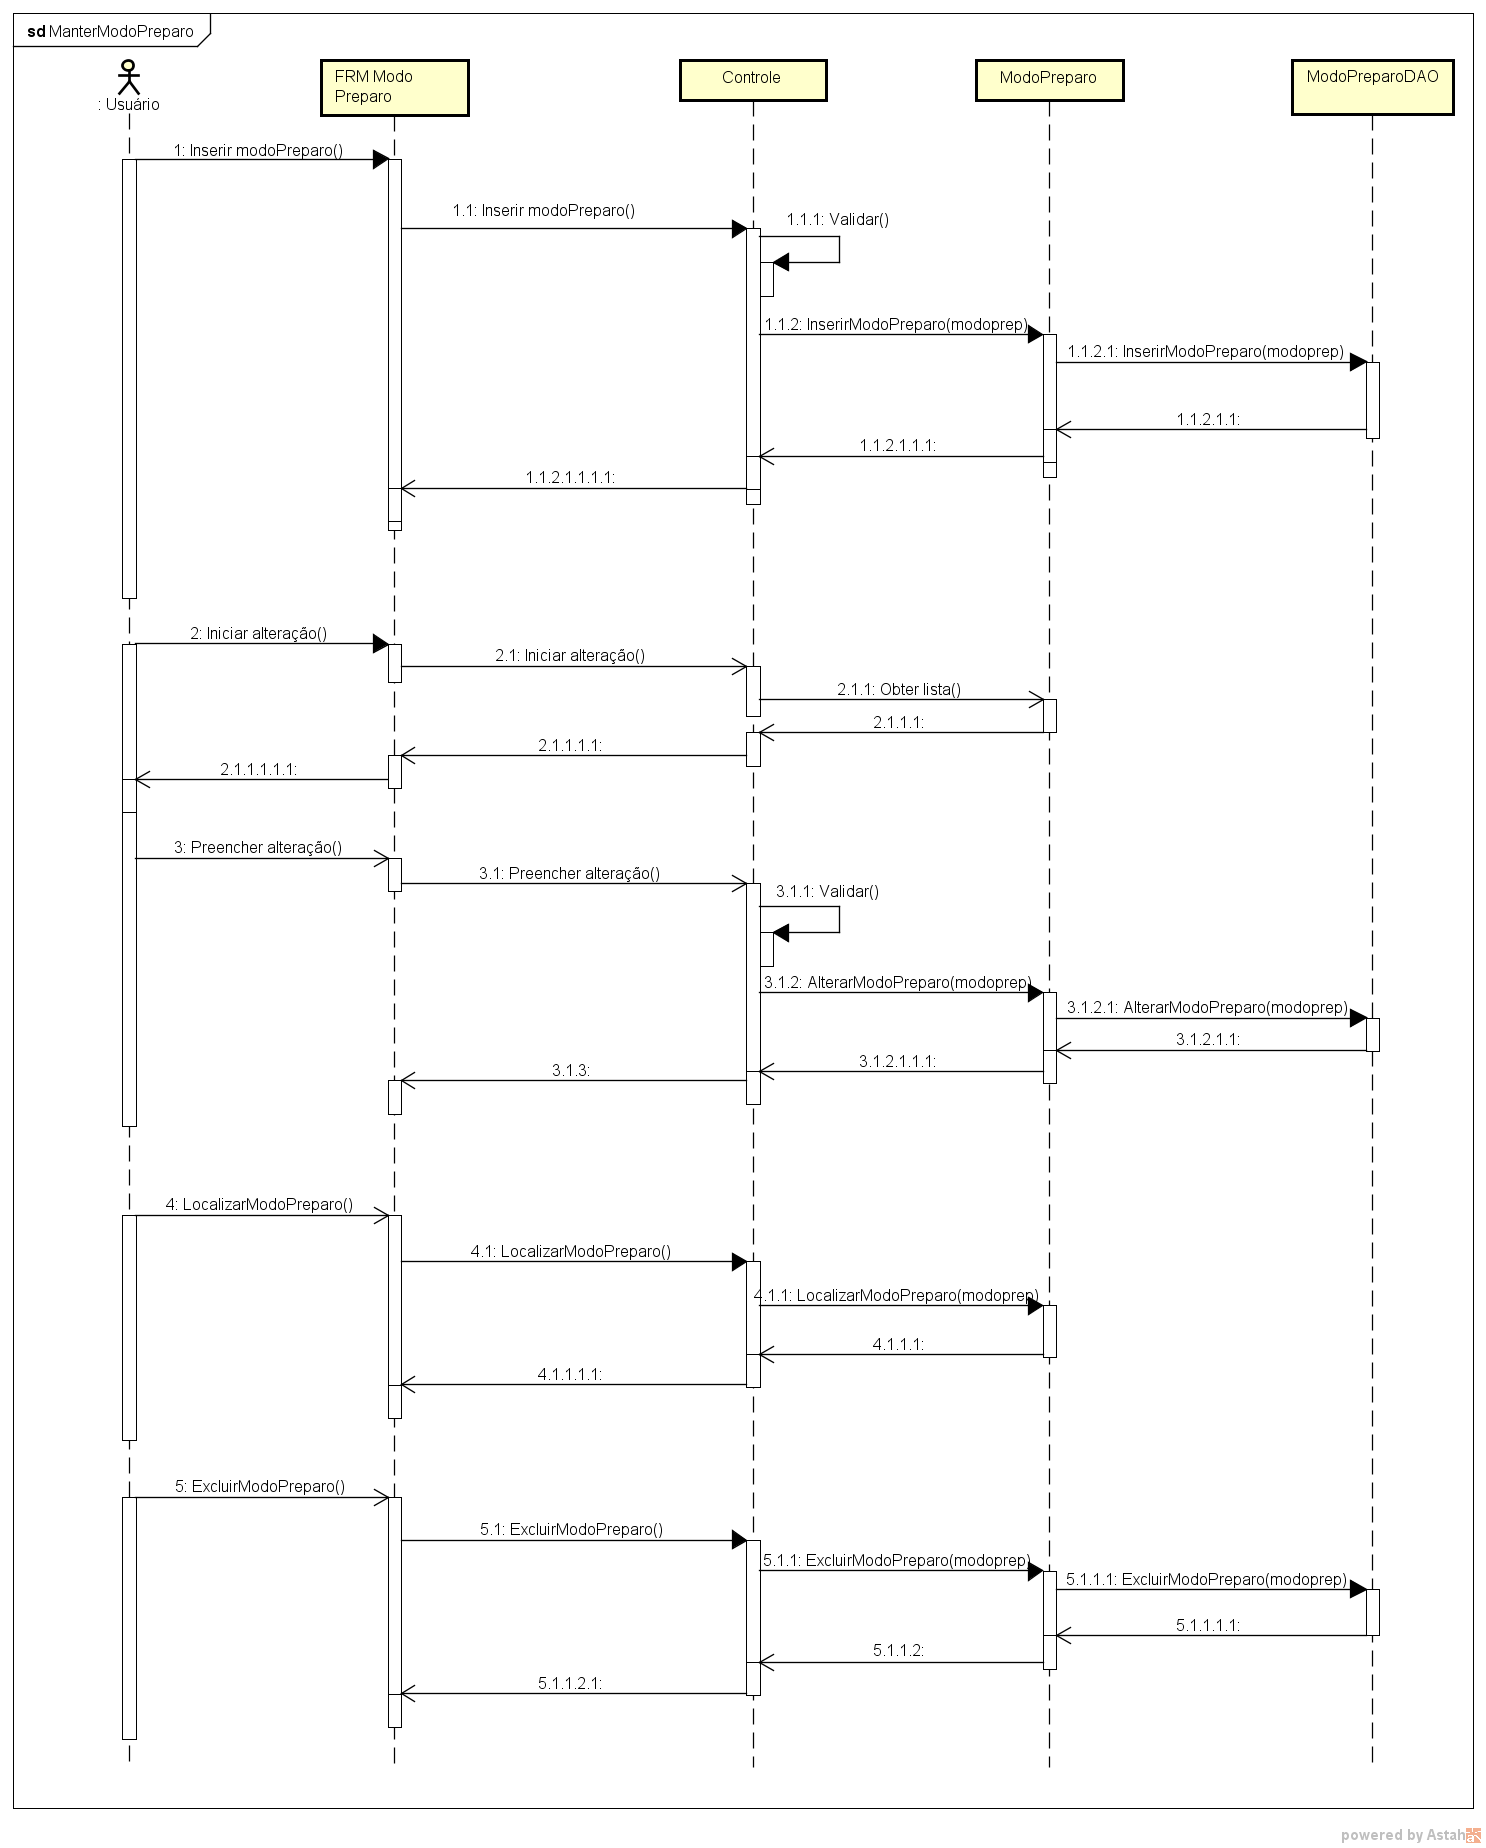 sd ManterModoPreparo
: Usuário
FRM Modo
Preparo
Controle
ModoPreparo
ModoPreparoDAO
1: Inserir modoPreparo()
1.1: Inserir modoPreparo()
1.1.1: Validar()
1.1.2: InserirModoPreparo(modoprep)
1.1.2.1: InserirModoPreparo(modoprep)
1.1.2.1.1:
1.1.2.1.1.1:
1.1.2.1.1.1.1:
2: Iniciar alteração()
2.1: Iniciar alteração()
2.1.1: Obter lista()
2.1.1.1:
2.1.1.1.1:
2.1.1.1.1.1:
3: Preencher alteração()
3.1: Preencher alteração()
3.1.1: Validar()
3.1.2: AlterarModoPreparo(modoprep)
3.1.2.1: AlterarModoPreparo(modoprep)
3.1.2.1.1:
3.1.2.1.1.1:
3.1.3:
4: LocalizarModoPreparo()
4.1: LocalizarModoPreparo()
4.1.1: LocalizarModoPreparo(modoprep)
4.1.1.1:
4.1.1.1.1:
5: ExcluirModoPreparo()
5.1: ExcluirModoPreparo()
5.1.1: ExcluirModoPreparo(modoprep)
5.1.1.1: ExcluirModoPreparo(modoprep)
5.1.1.1.1:
5.1.1.2:
5.1.1.2.1:
powered by Astah